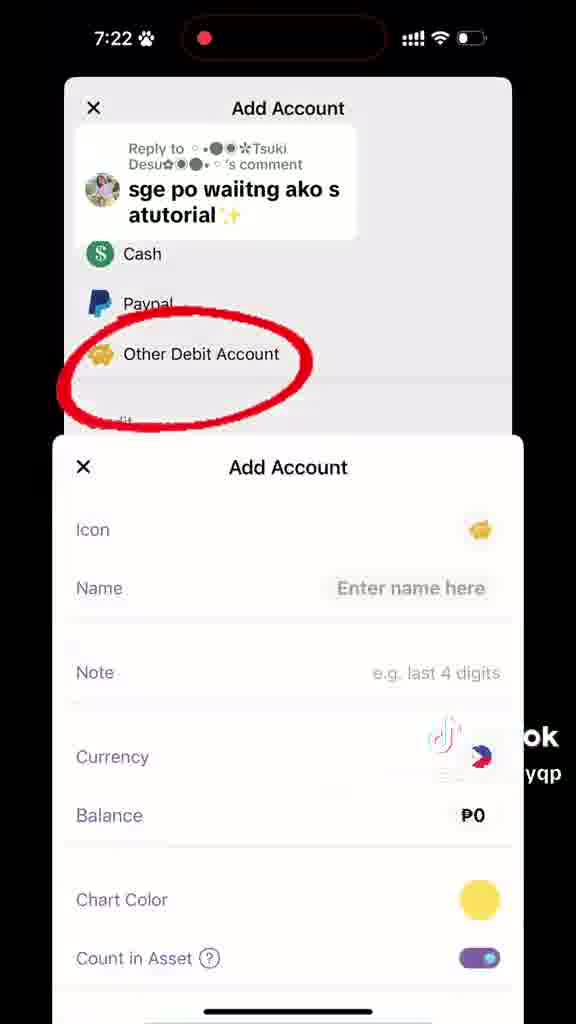 7:22
Add Account
Reply to ◦•●◉✿Tsuki
Desu✿◉●•◦'s comment
sge po waiitng ako s
atutorial✨
Cash
Paypal
Other Debit Account
Add Account
Icon
Name Enter name here
Note e.g. last 4 digits
ok
Currency
yqp
Balance ₱0
Chart Color
Count in Asset ?